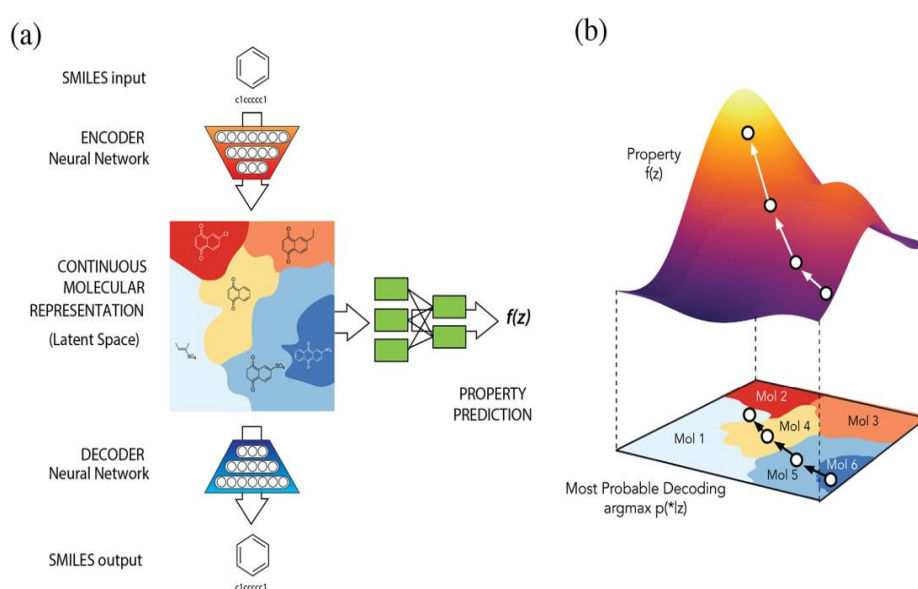 (a)
SMILES input
c1ccccc1
ENCODER
Neural Network
CONTINUOUS
MOLECULAR
REPRESENTATION
(Latent Space)
f(z)
PROPERTY
PREDICTION
DECODER
Neural Network
SMILES output
c1ccccc1
(b)
Property
f(z)
Mol 2
Mol 3
Mol 4
Mol 1
Mol 6
Mol 5
Most Probable Decoding
argmax p(*|z)